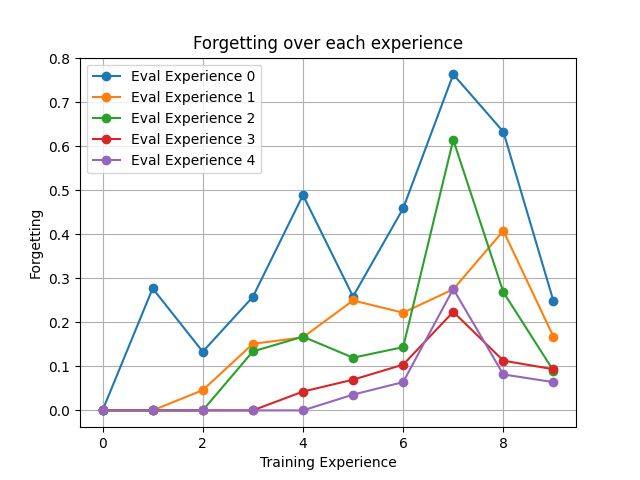 Forgetting over each experience
Eval Experience 0
Eval Experience 1
Eval Experience 2
Eval Experience 3
Eval Experience 4
Forgetting
0.8
0.7
0.6
0.5
0.4
0.3
0.2
0.1
0.0
0 2 4 6 8
Training Experience